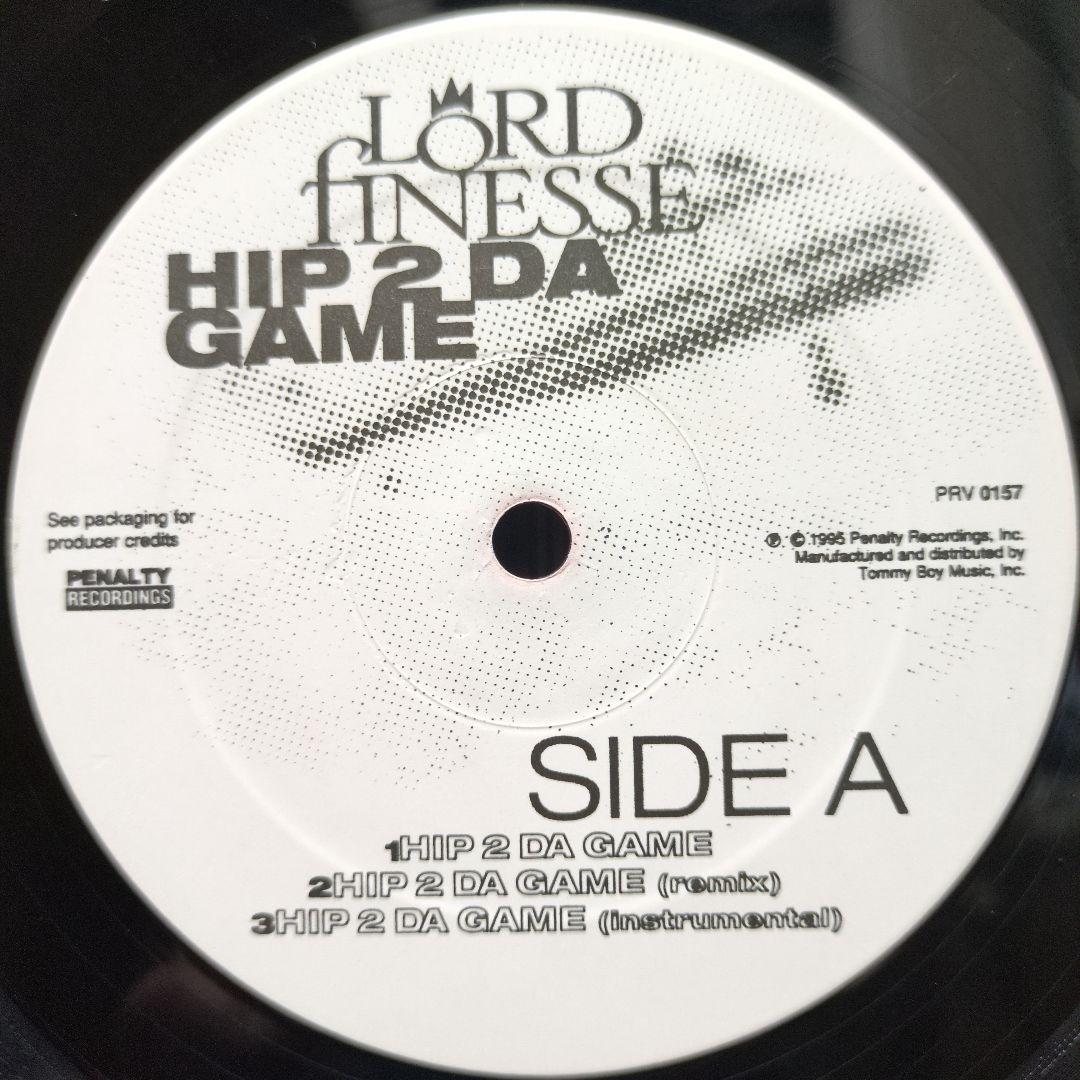 LORD
fINESSE
HIP 2 DA
GAME
PRV 0157
See packaging for
producer credits
PENALTY
RECORDINGS
℗ © 1995 Penalty Recordings, Inc.
Manufactured and distributed by
Tommy Boy Music, Inc.
SIDE A
1HIP 2 DA GAME
2HIP 2 DA GAME (remix)
3HIP 2 DA GAME (instrumental)